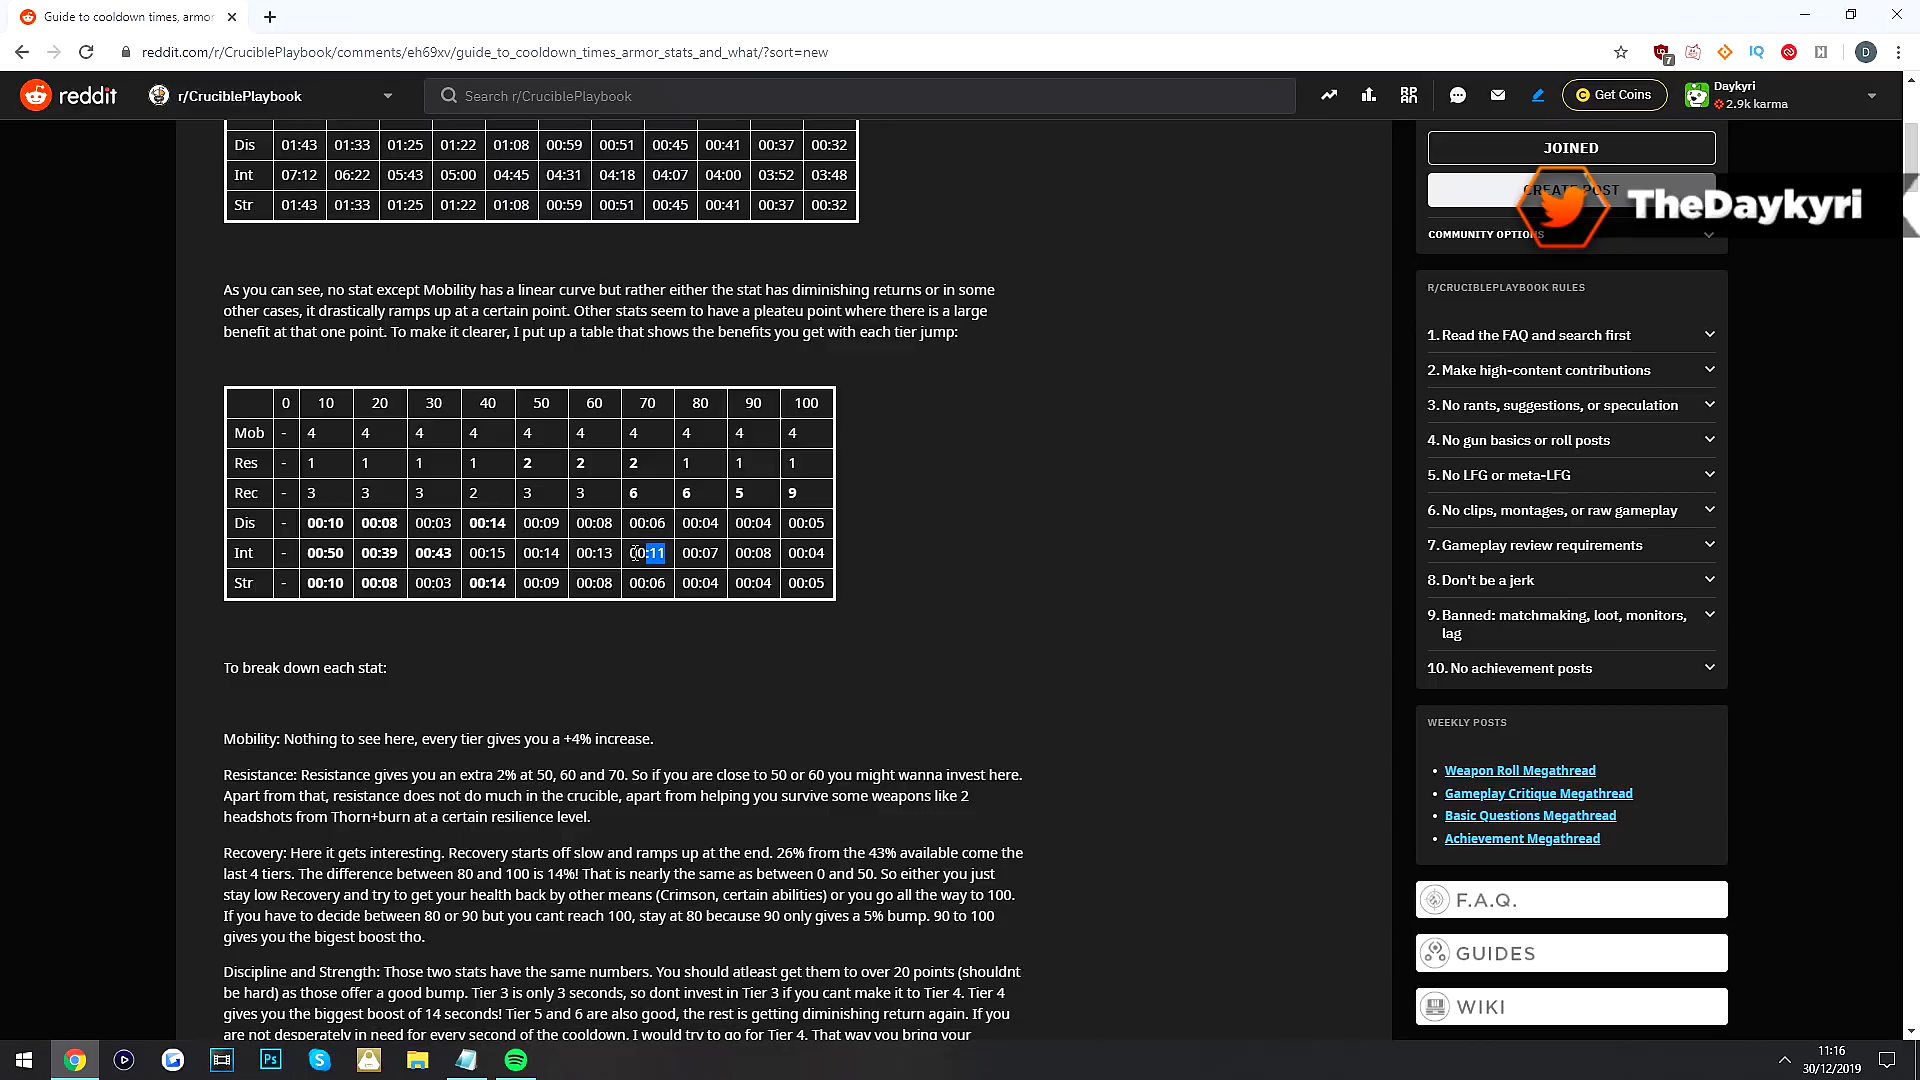 Guide to cooldown times, armor
reddit.com/r/CruciblePlaybook/comments/eh69xv/guide_to_cooldown_times_armor_stats_and_what/?sort=new
IQ
7
D
reddit
r/CruciblePlaybook
Search r/CruciblePlaybook
Get Coins
Daykyri
2.9k karma
Dis 01:43 01:33 01:25 01:22 01:08 00:59 00:51 00:45 00:41 00:37 00:32
Int 07:12 06:22 05:43 05:00 04:45 04:31 04:18 04:07 04:00 03:52 03:48
Str 01:43 01:33 01:25 01:22 01:08 00:59 00:51 00:45 00:41 00:37 00:32
As you can see, no stat except Mobility has a linear curve but rather either the stat has diminishing returns or in some
other cases, it drastically ramps up at a certain point. Other stats seem to have a pleateu point where there is a large
benefit at that one point. To make it clearer, I put up a table that shows the benefits you get with each tier jump:
0 10 20 30 40 50 60 70 80 90 100
Mob - 4 4 4 4 4 4 4 4 4 4
Res - 1 1 1 1 2 2 2 1 1 1
Rec - 3 3 3 2 3 3 6 6 5 9
Dis - 00:10 00:08 00:03 00:14 00:09 00:08 00:06 00:04 00:04 00:05
Int - 00:50 00:39 00:43 00:15 00:14 00:13 00:11 00:07 00:08 00:04
Str - 00:10 00:08 00:03 00:14 00:09 00:08 00:06 00:04 00:04 00:05
To break down each stat:
Mobility: Nothing to see here, every tier gives you a +4% increase.
Resistance: Resistance gives you an extra 2% at 50, 60 and 70. So if you are close to 50 or 60 you might wanna invest here.
Apart from that, resistance does not do much in the crucible, apart from helping you survive some weapons like 2
headshots from Thorn+burn at a certain resilience level.
Recovery: Here it gets interesting. Recovery starts off slow and ramps up at the end. 26% from the 43% available come the
last 4 tiers. The difference between 80 and 100 is 14%! That is nearly the same as between 0 and 50. So either you just
stay low Recovery and try to get your health back by other means (Crimson, certain abilities) or you go all the way to 100.
If you have to decide between 80 or 90 but you cant reach 100, stay at 80 because 90 only gives a 5% bump. 90 to 100
gives you the bigest boost tho.
Discipline and Strength: Those two stats have the same numbers. You should atleast get them to over 20 points (shouldnt
be hard) as those offer a good bump. Tier 3 is only 3 seconds, so dont invest in Tier 3 if you cant make it to Tier 4. Tier 4
gives you the biggest boost of 14 seconds! Tier 5 and 6 are also good, the rest is getting diminishing return again. If you
are not desperately in need for every second of the cooldown, I would try to go for Tier 4. That way you bring your
JOINED
CREATE POST
TheDaykyri
COMMUNITY OPTIONS
R/CRUCIBLEPLAYBOOK RULES
1. Read the FAQ and search first
2. Make high-content contributions
3. No rants, suggestions, or speculation
4. No gun basics or roll posts
5. No LFG or meta-LFG
6. No clips, montages, or raw gameplay
7. Gameplay review requirements
8. Don't be a jerk
9. Banned: matchmaking, loot, monitors,
lag
10. No achievement posts
WEEKLY POSTS
Weapon Roll Megathread
Gameplay Critique Megathread
Basic Questions Megathread
Achievement Megathread
F.A.Q.
GUIDES
WIKI
Ps
11:16
30/12/2019